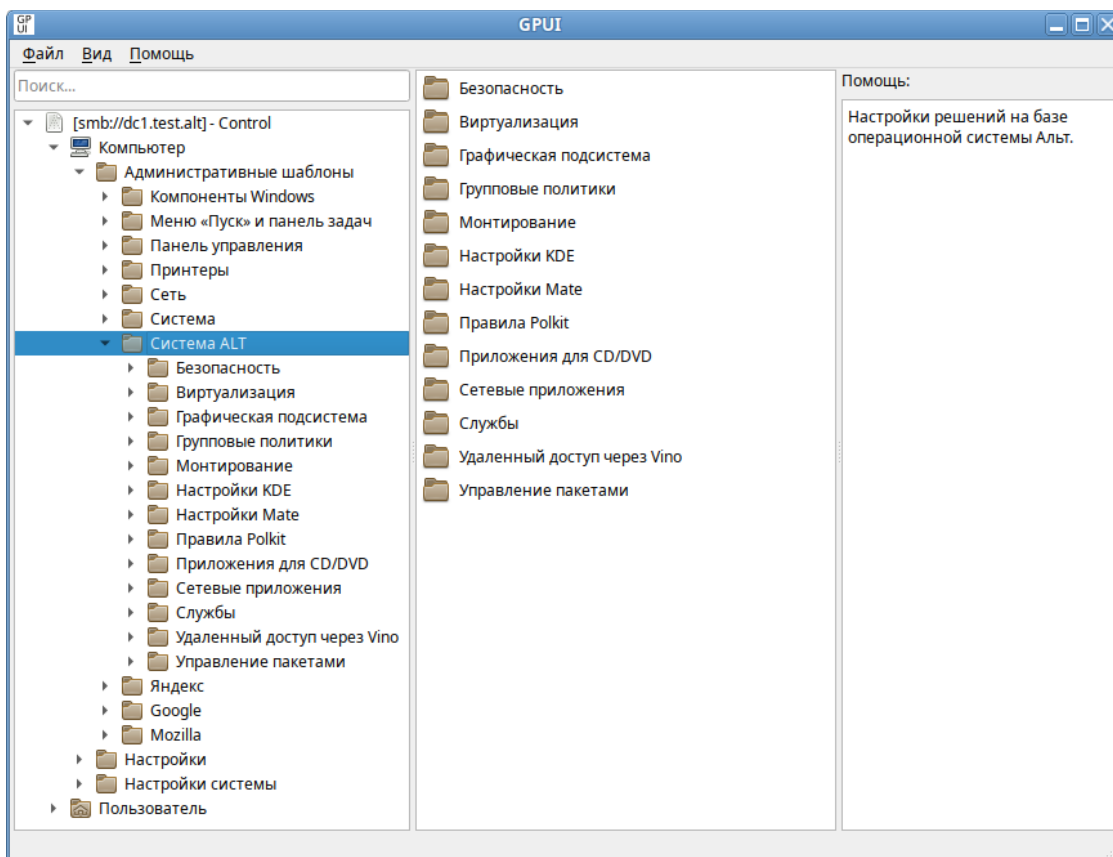 GPUI
GPUI
Файл Вид Помощь
Поиск...
[smb://dc1.test.alt] - Control
Компьютер
Административные шаблоны
Компоненты Windows
Меню «Пуск» и панель задач
Панель управления
Принтеры
Сеть
Система
Система ALT
Безопасность
Виртуализация
Графическая подсистема
Групповые политики
Монтирование
Настройки KDE
Настройки Mate
Правила Polkit
Приложения для CD/DVD
Сетевые приложения
Службы
Удаленный доступ через Vino
Управление пакетами
Яндекс
Google
Mozilla
Настройки
Настройки системы
Пользователь
Безопасность
Виртуализация
Графическая подсистема
Групповые политики
Монтирование
Настройки KDE
Настройки Mate
Правила Polkit
Приложения для CD/DVD
Сетевые приложения
Службы
Удаленный доступ через Vino
Управление пакетами
Помощь:
Настройки решений на базе
операционной системы Альт.